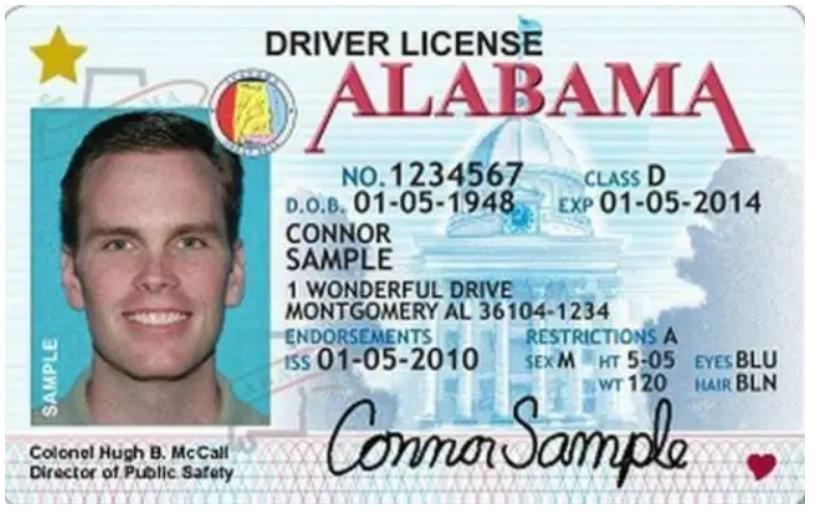 DRIVER LICENSE
ALABAMA
NO. 1234567 CLASS D
D.O.B. 01-05-1948 EXP 01-05-2014
CONNOR
SAMPLE
1 WONDERFUL DRIVE
MONTGOMERY AL 36104-1234
ENDORSEMENTS RESTRICTIONS A
ISS 01-05-2010 SEX M HT 5-05 EYES BLU
WT 120 HAIR BLN
SAMPLE
Connor Sample
Colonel Hugh B. McCall
Director of Public Safety